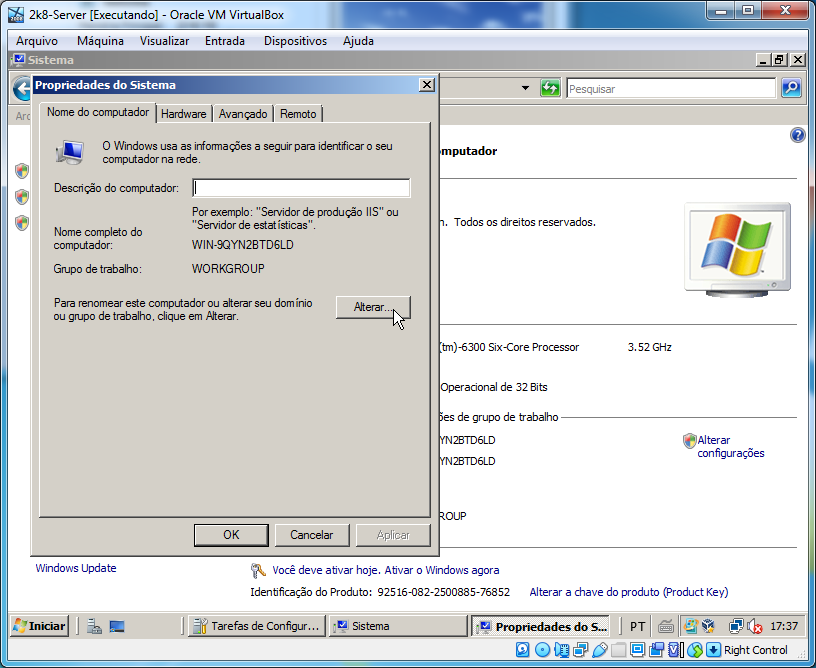 2k8-Server [Executando] - Oracle VM VirtualBox
Arquivo Máquina Visualizar Entrada Dispositivos Ajuda
Sistema
Propriedades do Sistema
Pesquisar
Nome do computador Hardware Avançado Remoto
O Windows usa as informações a seguir para identificar o seu
computador na rede.
Descrição do computador:
Por exemplo: "Servidor de produção IIS" ou
"Servidor de estatísticas".
Nome completo do
computador:
WIN-9QYN2BTD6LD
Grupo de trabalho: WORKGROUP
Para renomear este computador ou alterar seu domínio
ou grupo de trabalho, clique em Alterar.
Alterar...
OK Cancelar Aplicar
mputador
n. Todos os direitos reservados.
(tm)-6300 Six-Core Processor 3.52 GHz
Operacional de 32 Bits
ões de grupo de trabalho
YN2BTD6LD
YN2BTD6LD
Alterar
configurações
ROUP
Windows Update
Você deve ativar hoje. Ativar o Windows agora
Identificação do Produto: 92516-082-2500885-76852 Alterar a chave do produto (Product Key)
Iniciar Tarefas de Configur... Sistema Propriedades do S... PT 17:37
Right Control